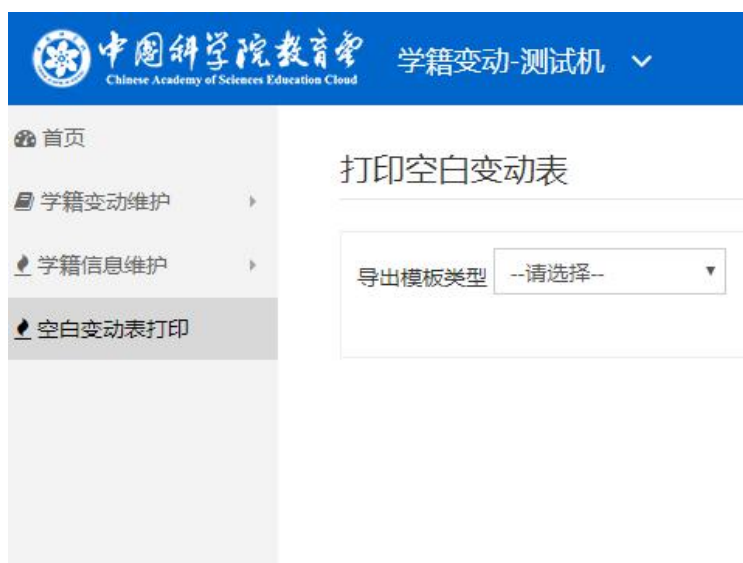 中国科学院教育云
Chinese Academy of Sciences Education Cloud
学籍变动-测试机
首页
学籍变动维护
学籍信息维护
空白变动表打印
打印空白变动表
导出模板类型
--请选择--